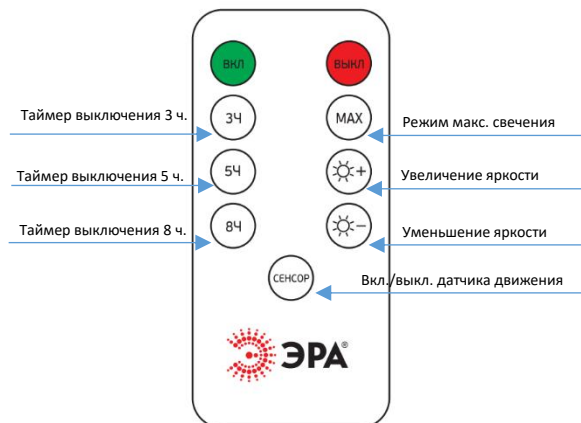 ВКЛ ВЫКЛ
Таймер выключения 3 ч. 3Ч MAX Режим макс. свечения
Таймер выключения 5 ч. 5Ч + Увеличение яркости
Таймер выключения 8 ч. 8Ч − Уменьшение яркости
СЕНСОР Вкл./выкл. датчика движения
ЭРА®